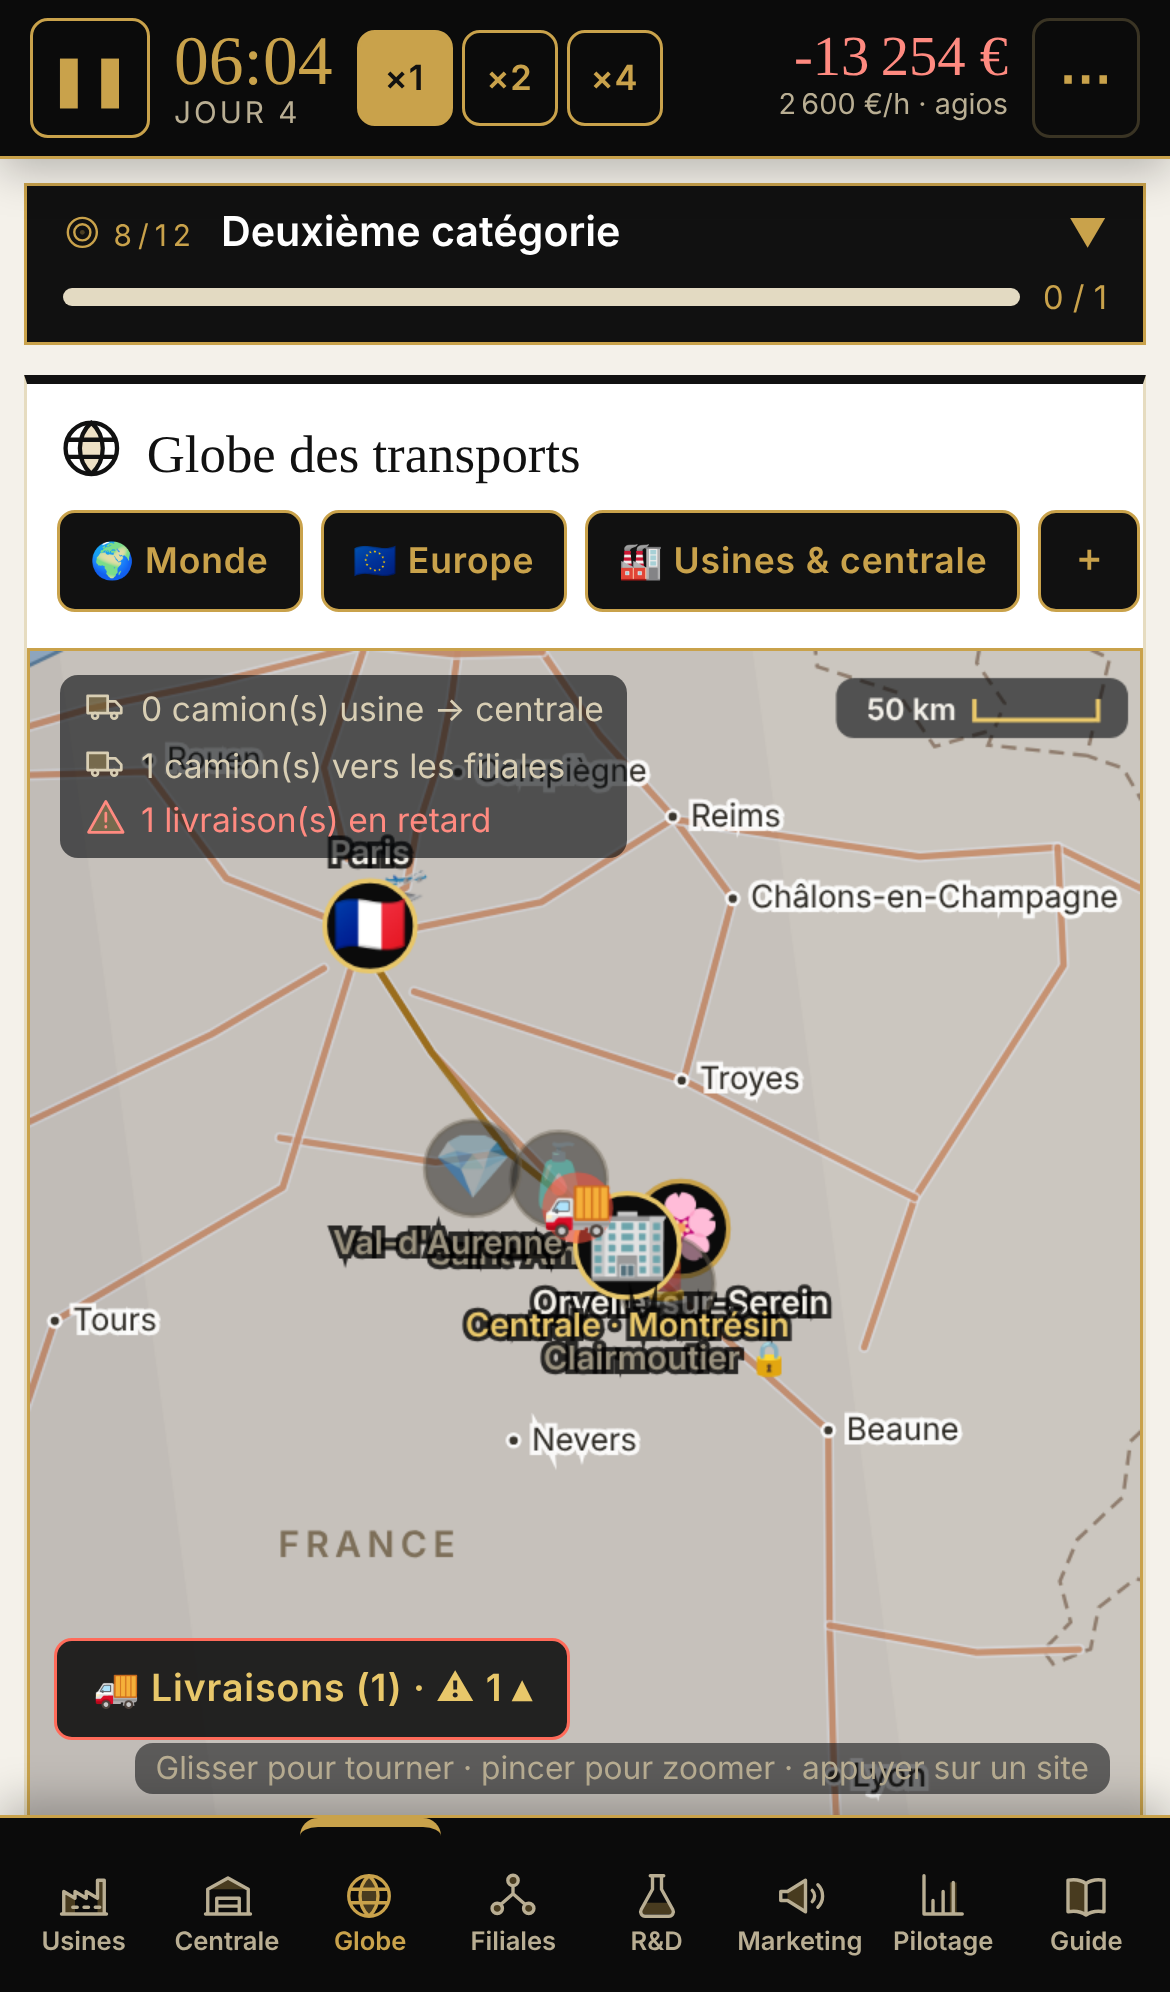 06:04
JOUR 4
×1
×2
×4
-13 254 €
2 600 €/h · agios
...
8/12 Deuxième catégorie
0 / 1
Globe des transports
Monde
Europe
Usines & centrale
+
0 camion(s) usine → centrale
50 km
Rouen
1 camion(s) vers les filiales
Compiègne
1 livraison(s) en retard
Reims
Paris
Châlons-en-Champagne
Troyes
Val-d'Aurenne
Orvel sur-Serein
Tours
Centrale · Montrésin
Clairmoutier
Beaune
Nevers
FRANCE
Livraisons (1) · ⚠ 1 ▴
Glisser pour tourner · pincer pour zoomer · appuyer sur un site
Lyon
Usines
Centrale
Globe
Filiales
R&D
Marketing
Pilotage
Guide